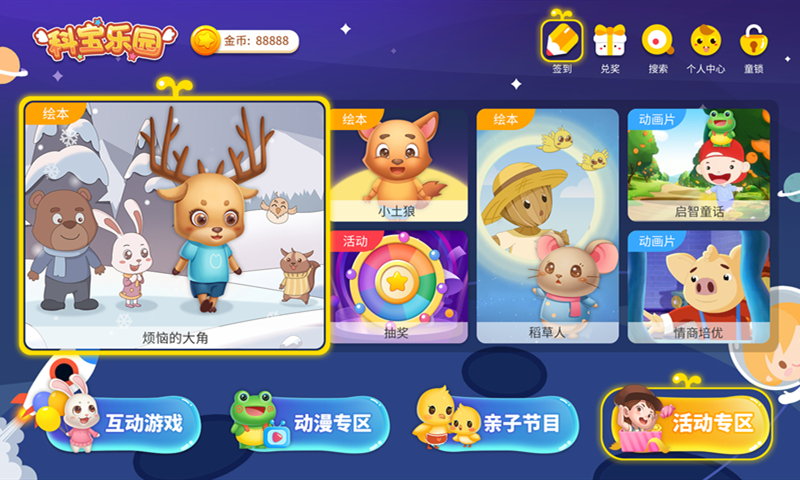 科宝乐园
金币: 88888
签到
兑奖
搜索
个人中心
童锁
绘本
烦恼的大角
绘本
小土狼
活动
抽奖
绘本
稻草人
动画片
启智童话
动画片
情商培优
互动游戏
动漫专区
亲子节目
活动专区